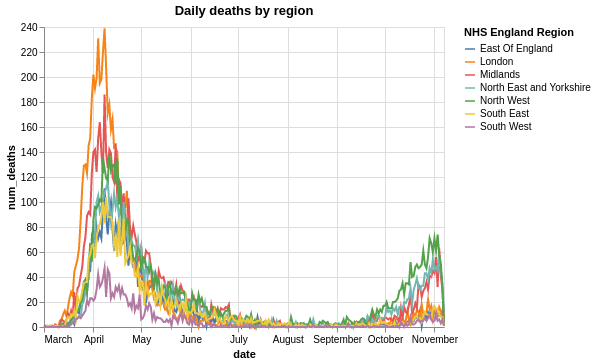 Daily deaths by region
NHS England Region
East Of England
London
Midlands
North East and Yorkshire
North West
South East
South West
num_deaths
240
220
200
180
160
140
120
100
80
60
40
20
0
March April May June July August September October November
date